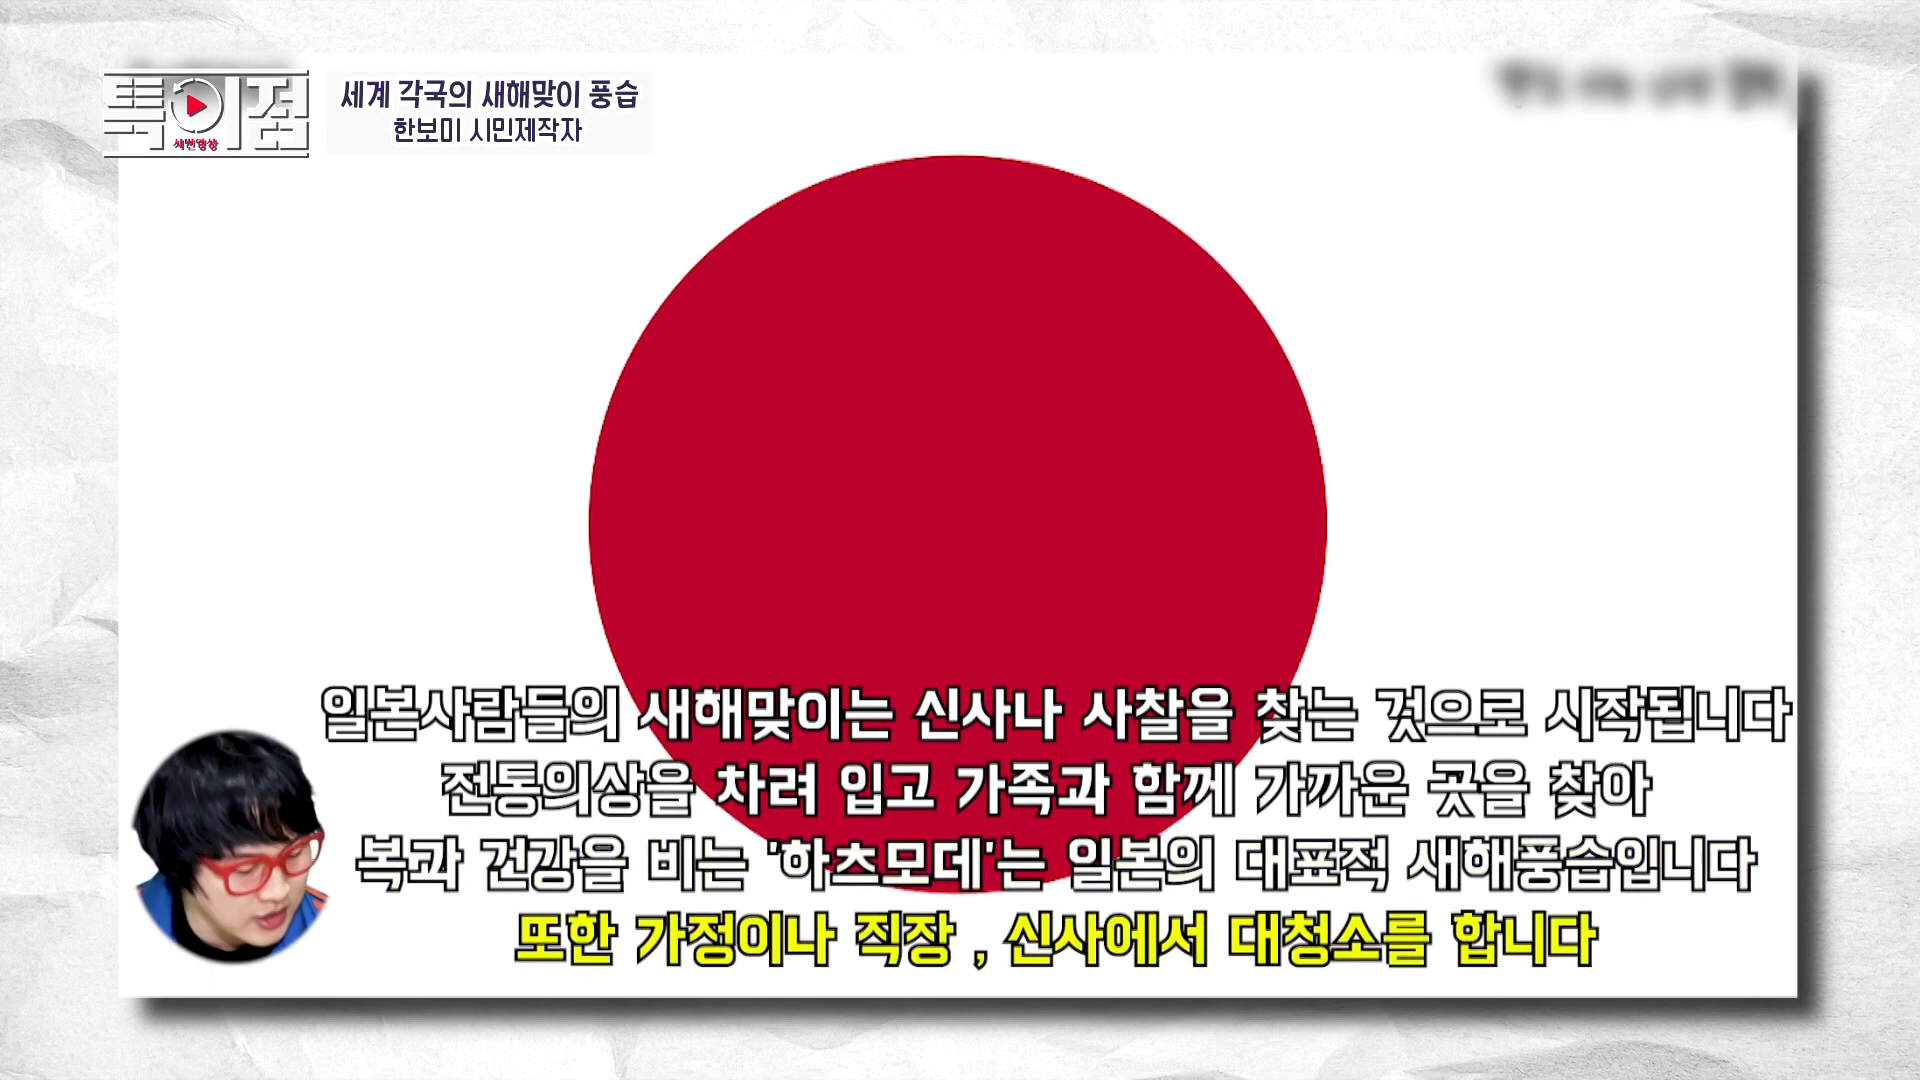 특이점
시민영상
세계 각국의 새해맞이 풍습
한보미 시민제작자
일본사람들의 새해맞이는 신사나 사찰을 찾는 것으로 시작됩니다
전통의상을 차려 입고 가족과 함께 가까운 곳을 찾아
복과 건강을 비는 '하츠모데'는 일본의 대표적 새해풍습입니다
또한 가정이나 직장 , 신사에서 대청소를 합니다